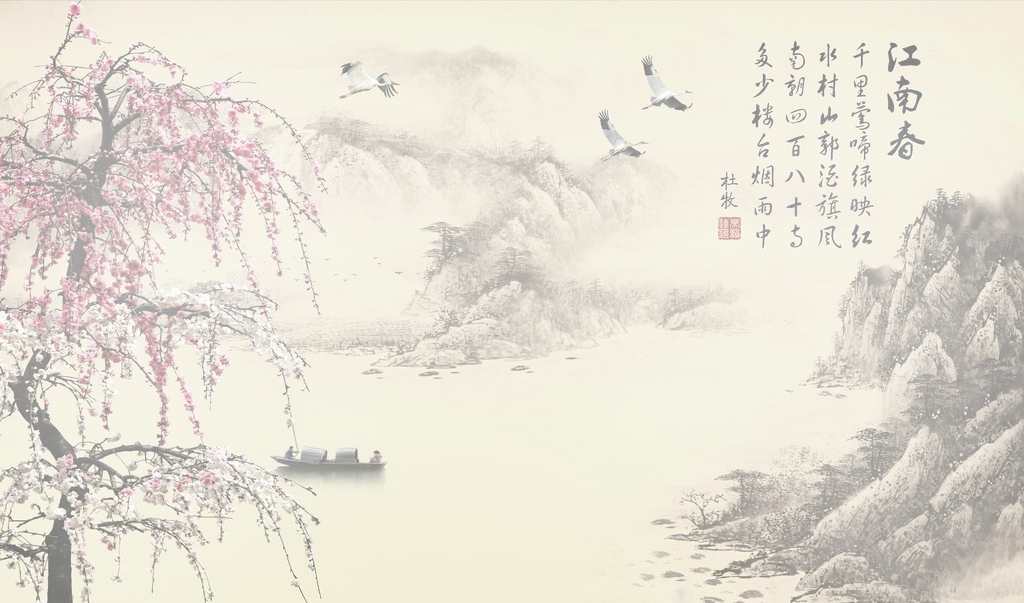 江南春
千里莺啼绿映红
水村山郭酒旗风
南朝四百八十寺
多少楼台烟雨中
杜牧